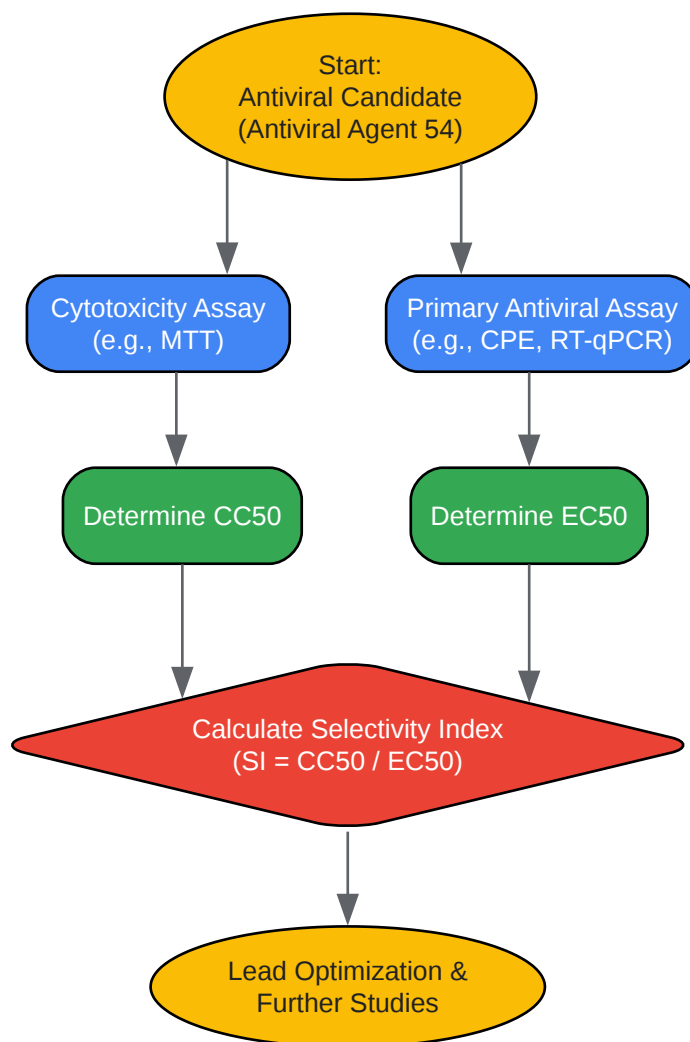 Start:
Antiviral Candidate
(Antiviral Agent 54)
Cytotoxicity Assay
(e.g., MTT)
Primary Antiviral Assay
(e.g., CPE, RT-qPCR)
Determine CC50
Determine EC50
Calculate Selectivity Index
(SI = CC50 / EC50)
Lead Optimization &
Further Studies